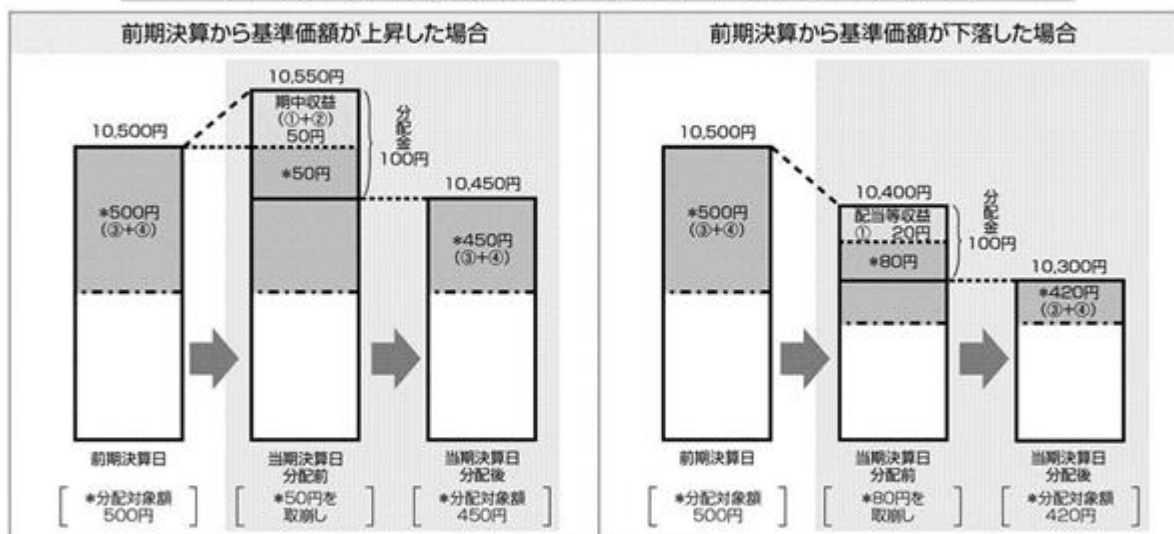 前期決算から基準価額が上昇した場合
10,550円
期中収益
(①+②)
50円
*50円
分配金
100円
10,500円
*500円
(③+④)
10,450円
*450円
(③+④)
前期決算日
当期決算日
分配前
当期決算日
分配後
*分配対象額
500円
*50円を
取崩し
*分配対象額
450円
前期決算から基準価額が下落した場合
10,500円
*500円
(③+④)
10,400円
配当等収益
① 20円
*80円
分配金
100円
10,300円
*420円
(③+④)
前期決算日
当期決算日
分配前
当期決算日
分配後
*分配対象額
500円
*80円を
取崩し
*分配対象額
420円